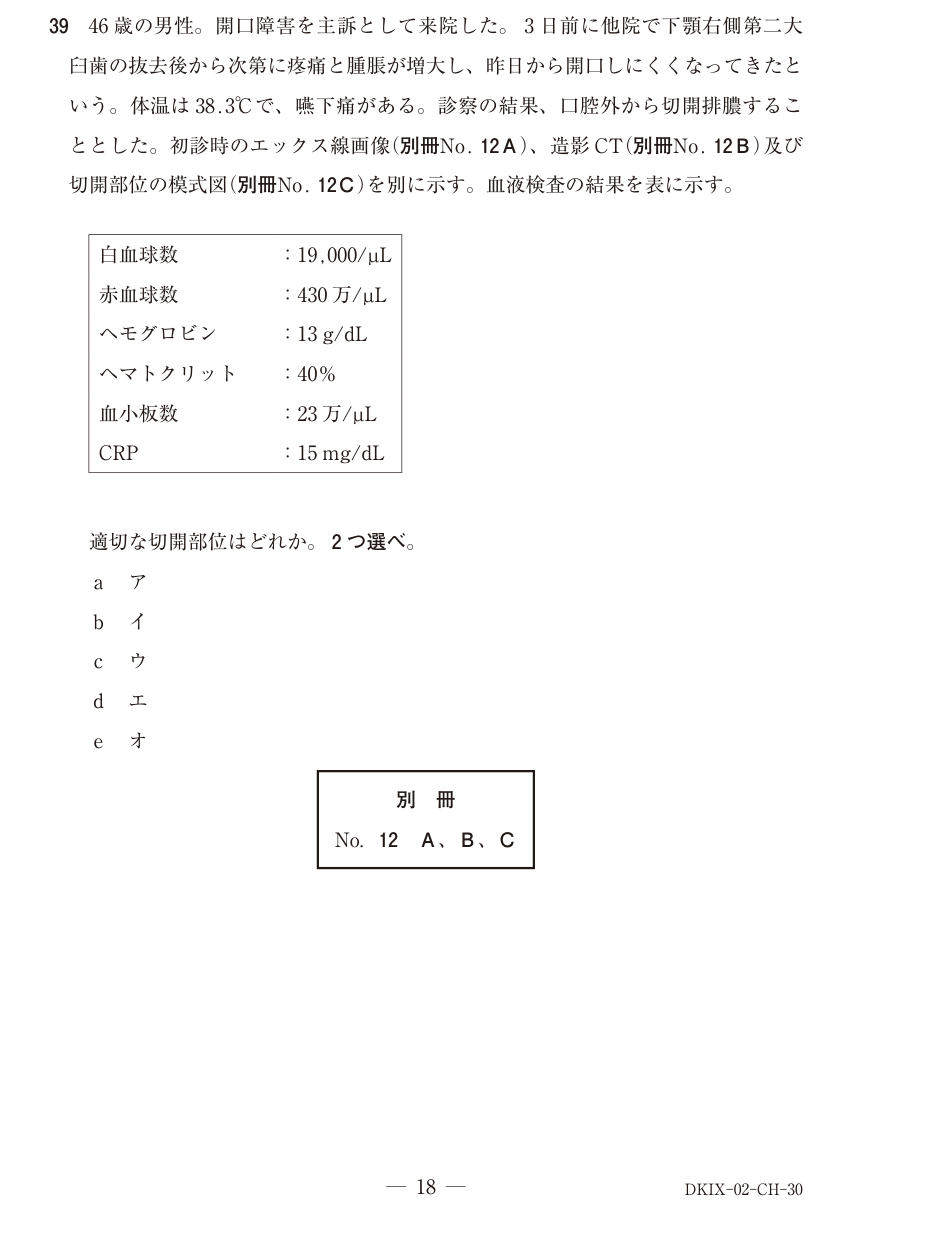 39 46歳の男性。開口障害を主訴として来院した。3日前に他院で下顎右側第二大
臼歯の抜去後から次第に疼痛と腫脹が増大し、昨日から開口しにくくなってきたと
いう。体温は38.3℃で、嚥下痛がある。診察の結果、口腔外から切開排膿するこ
ととした。初診時のエックス線画像(別冊No. 12A)、造影CT(別冊No. 12B)及び
切開部位の模式図(別冊No. 12C)を別に示す。血液検査の結果を表に示す。
白血球数 :19,000/μL
赤血球数 :430万/μL
ヘモグロビン :13 g/dL
ヘマトクリット :40%
血小板数 :23万/μL
CRP :15 mg/dL
適切な切開部位はどれか。2つ選べ。
a ア
b イ
c ウ
d エ
e オ
別 冊
No. 12 A、B、C
— 18 —
DKIX-02-CH-30